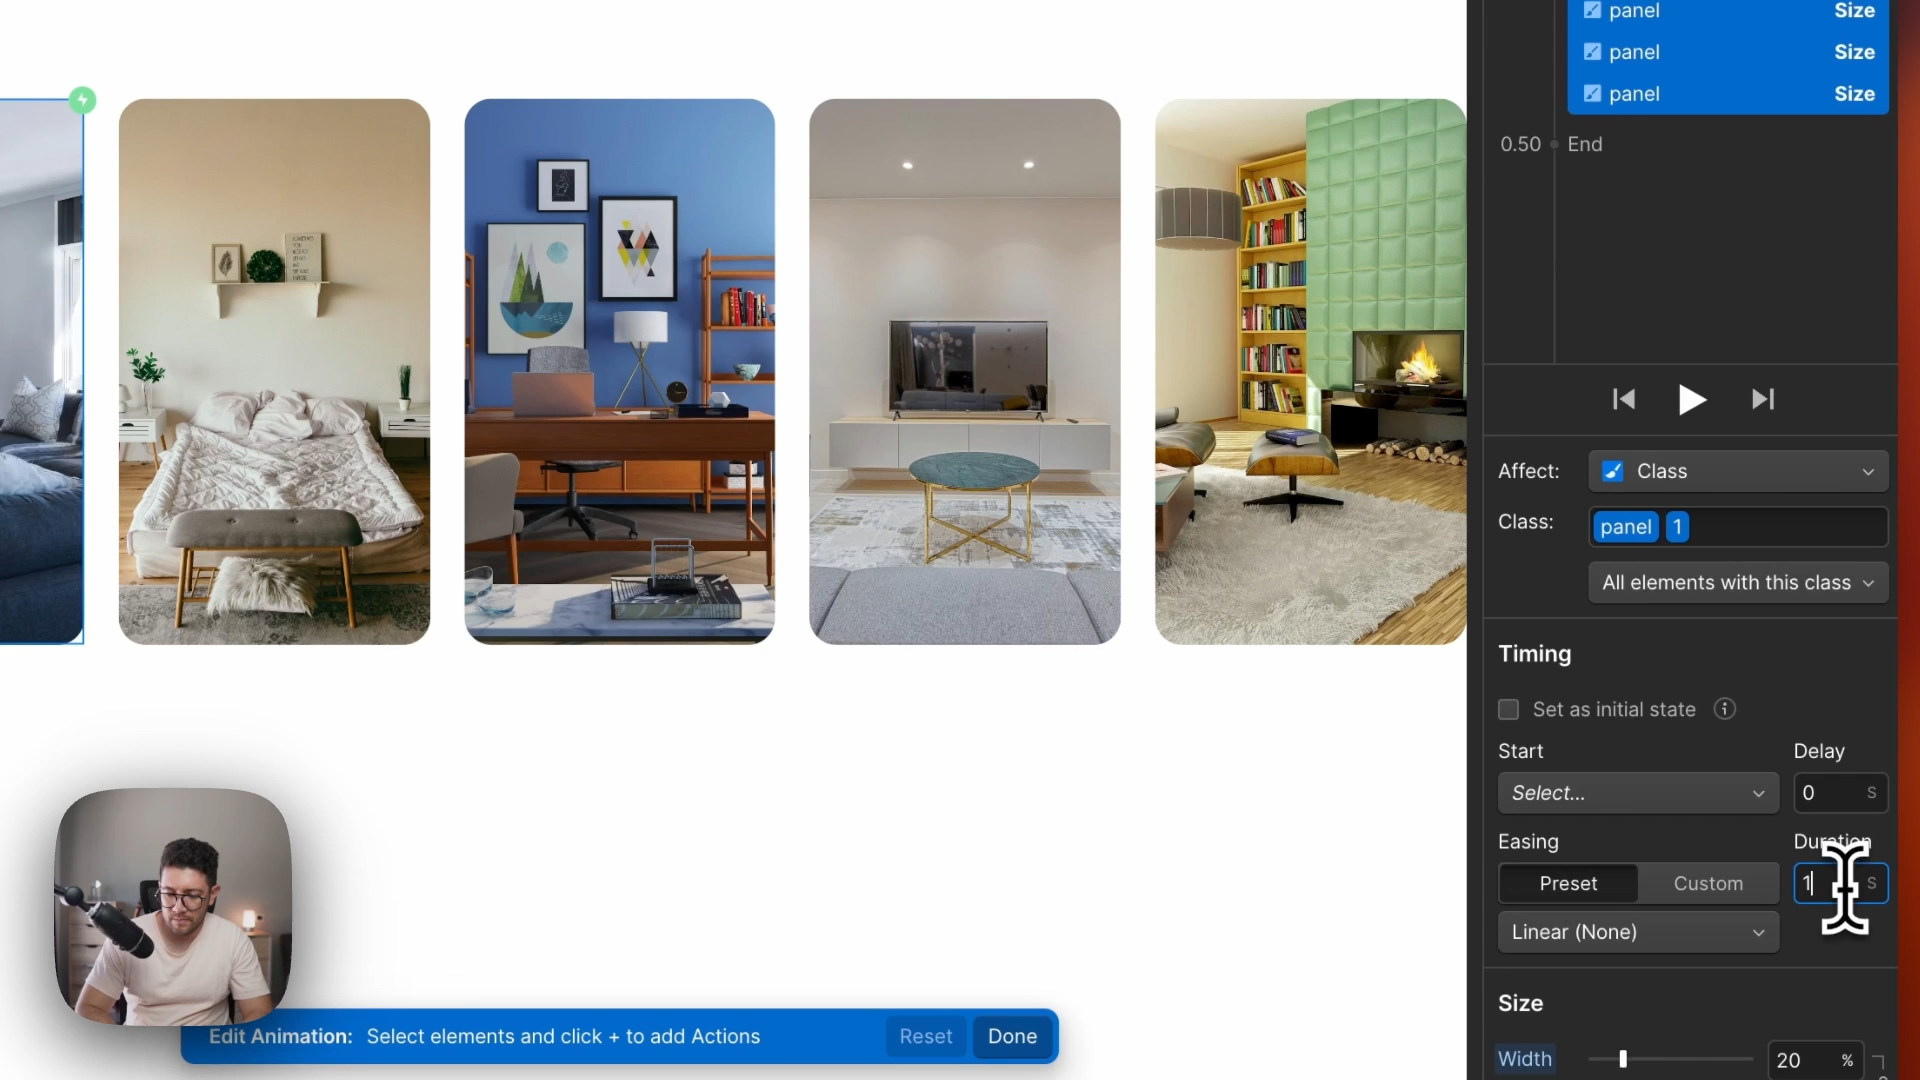 panel Size
panel Size
panel Size
0.50 End
Affect: Class
Class: panel 1
All elements with this class
Timing
Set as initial state
Start Delay
Select... 0 S
Easing Duration
Preset Custom 1 S
Linear (None)
Size
Width 20 %
Edit Animation: Select elements and click + to add Actions Reset Done